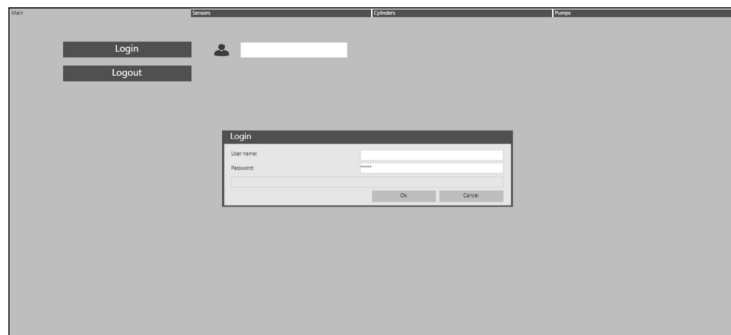 Main Sensors Cylinders Pumps
Login
Logout
Login
User name:
Password: *****
Ok Cancel